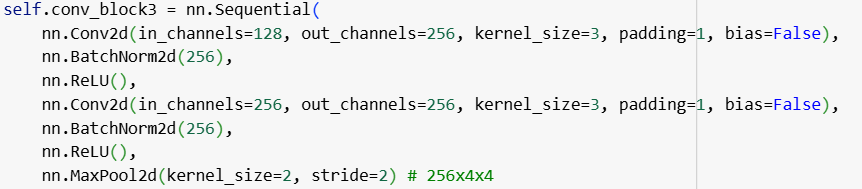 self.conv_block3 = nn.Sequential(
    nn.Conv2d(in_channels=128, out_channels=256, kernel_size=3, padding=1, bias=False),
    nn.BatchNorm2d(256),
    nn.ReLU(),
    nn.Conv2d(in_channels=256, out_channels=256, kernel_size=3, padding=1, bias=False),
    nn.BatchNorm2d(256),
    nn.ReLU(),
    nn.MaxPool2d(kernel_size=2, stride=2) # 256x4x4